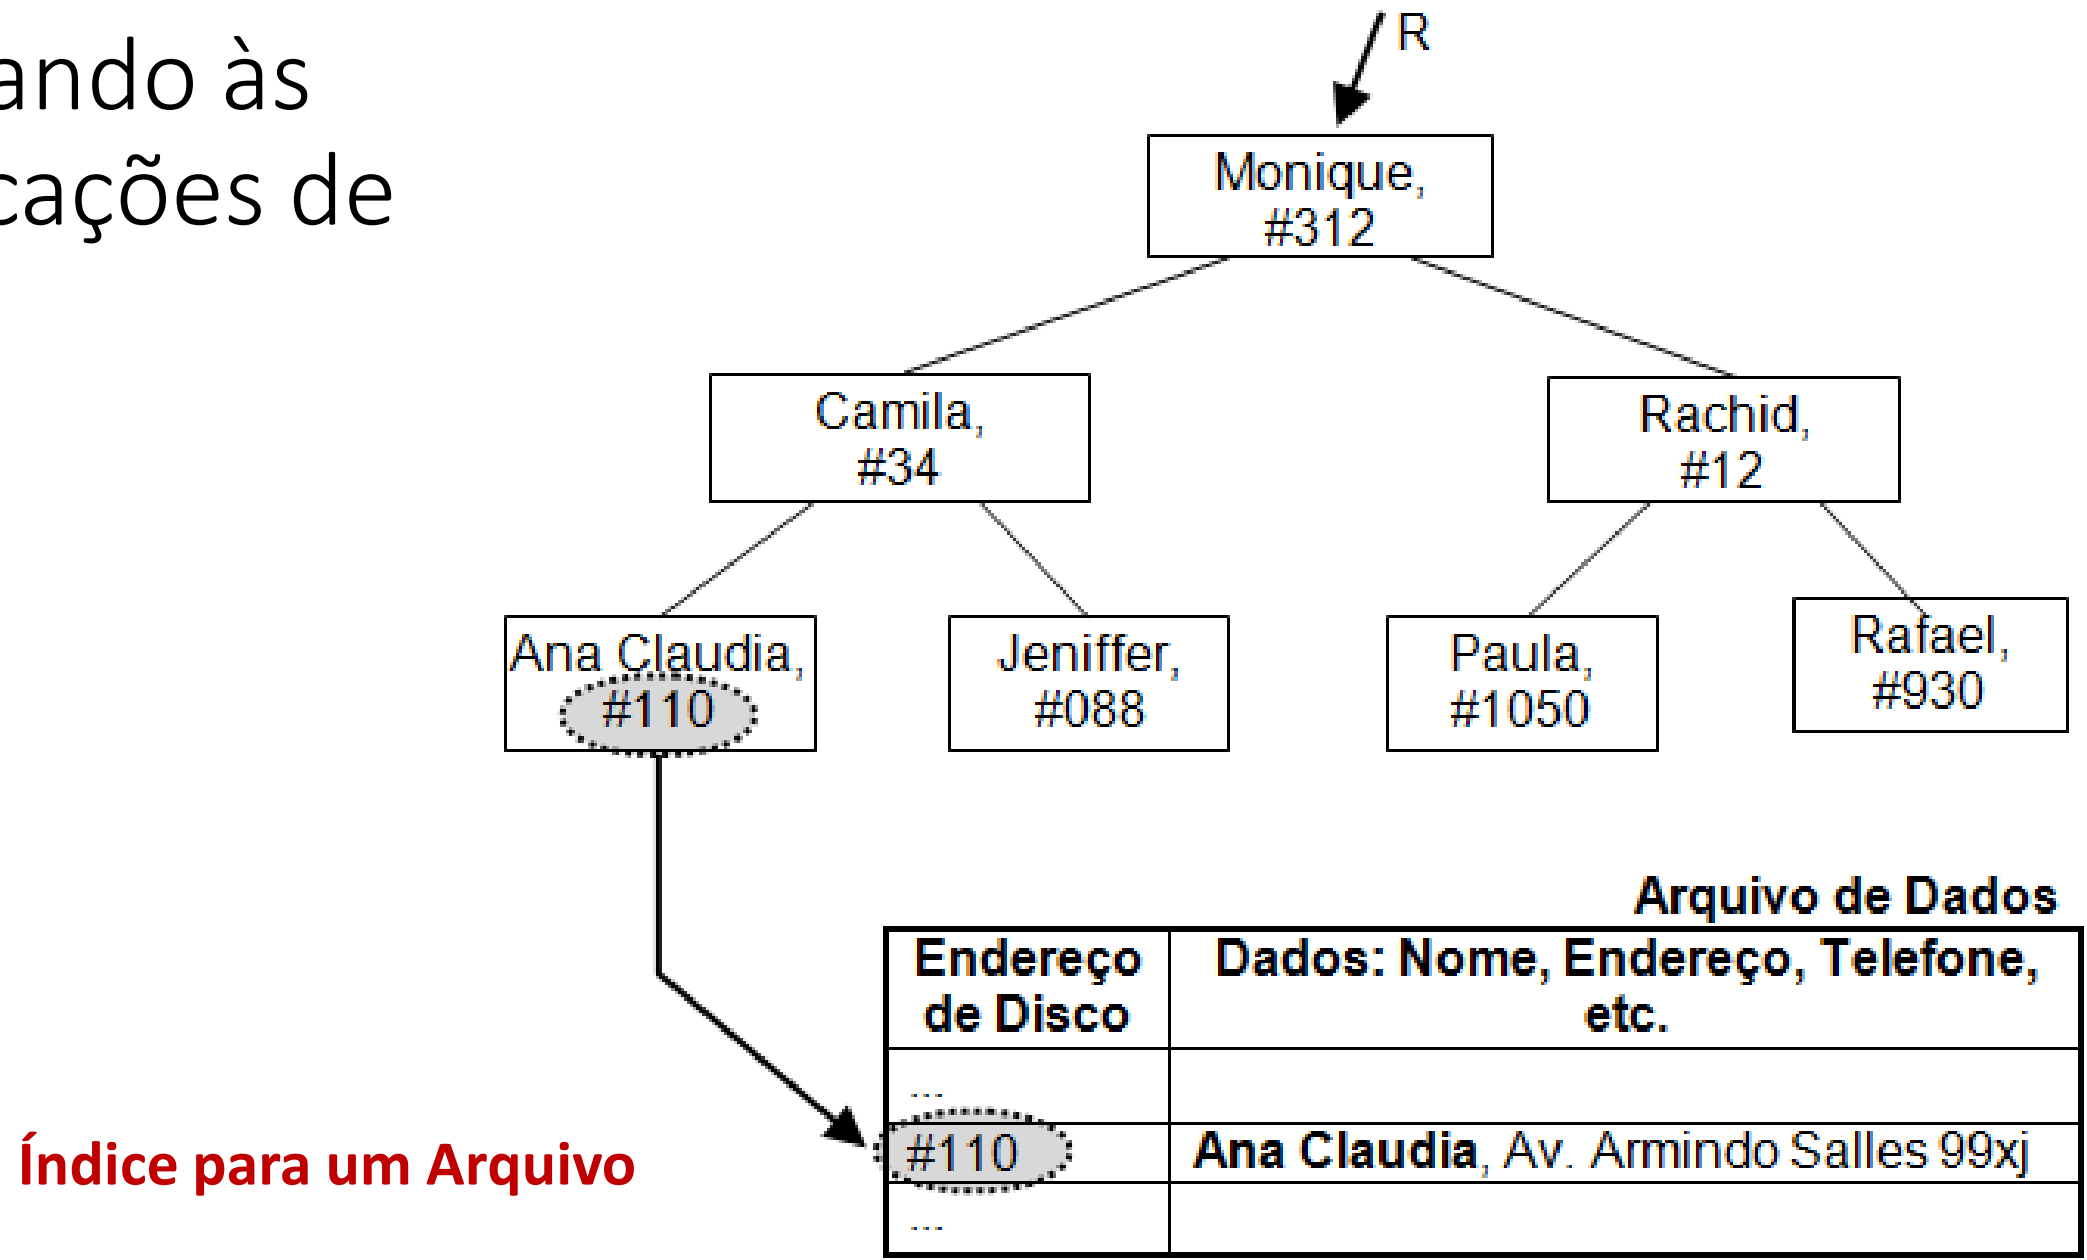 ando às
cações de
R
Monique,
#312
Camila,
#34
Rachid,
#12
Ana Claudia,
#110
Jeniffer,
#088
Paula,
#1050
Rafael,
#930
Arquivo de Dados
Endereço
de Disco
Dados: Nome, Endereço, Telefone,
etc.
...
#110
Ana Claudia, Av. Armindo Salles 99xj
...
Índice para um Arquivo